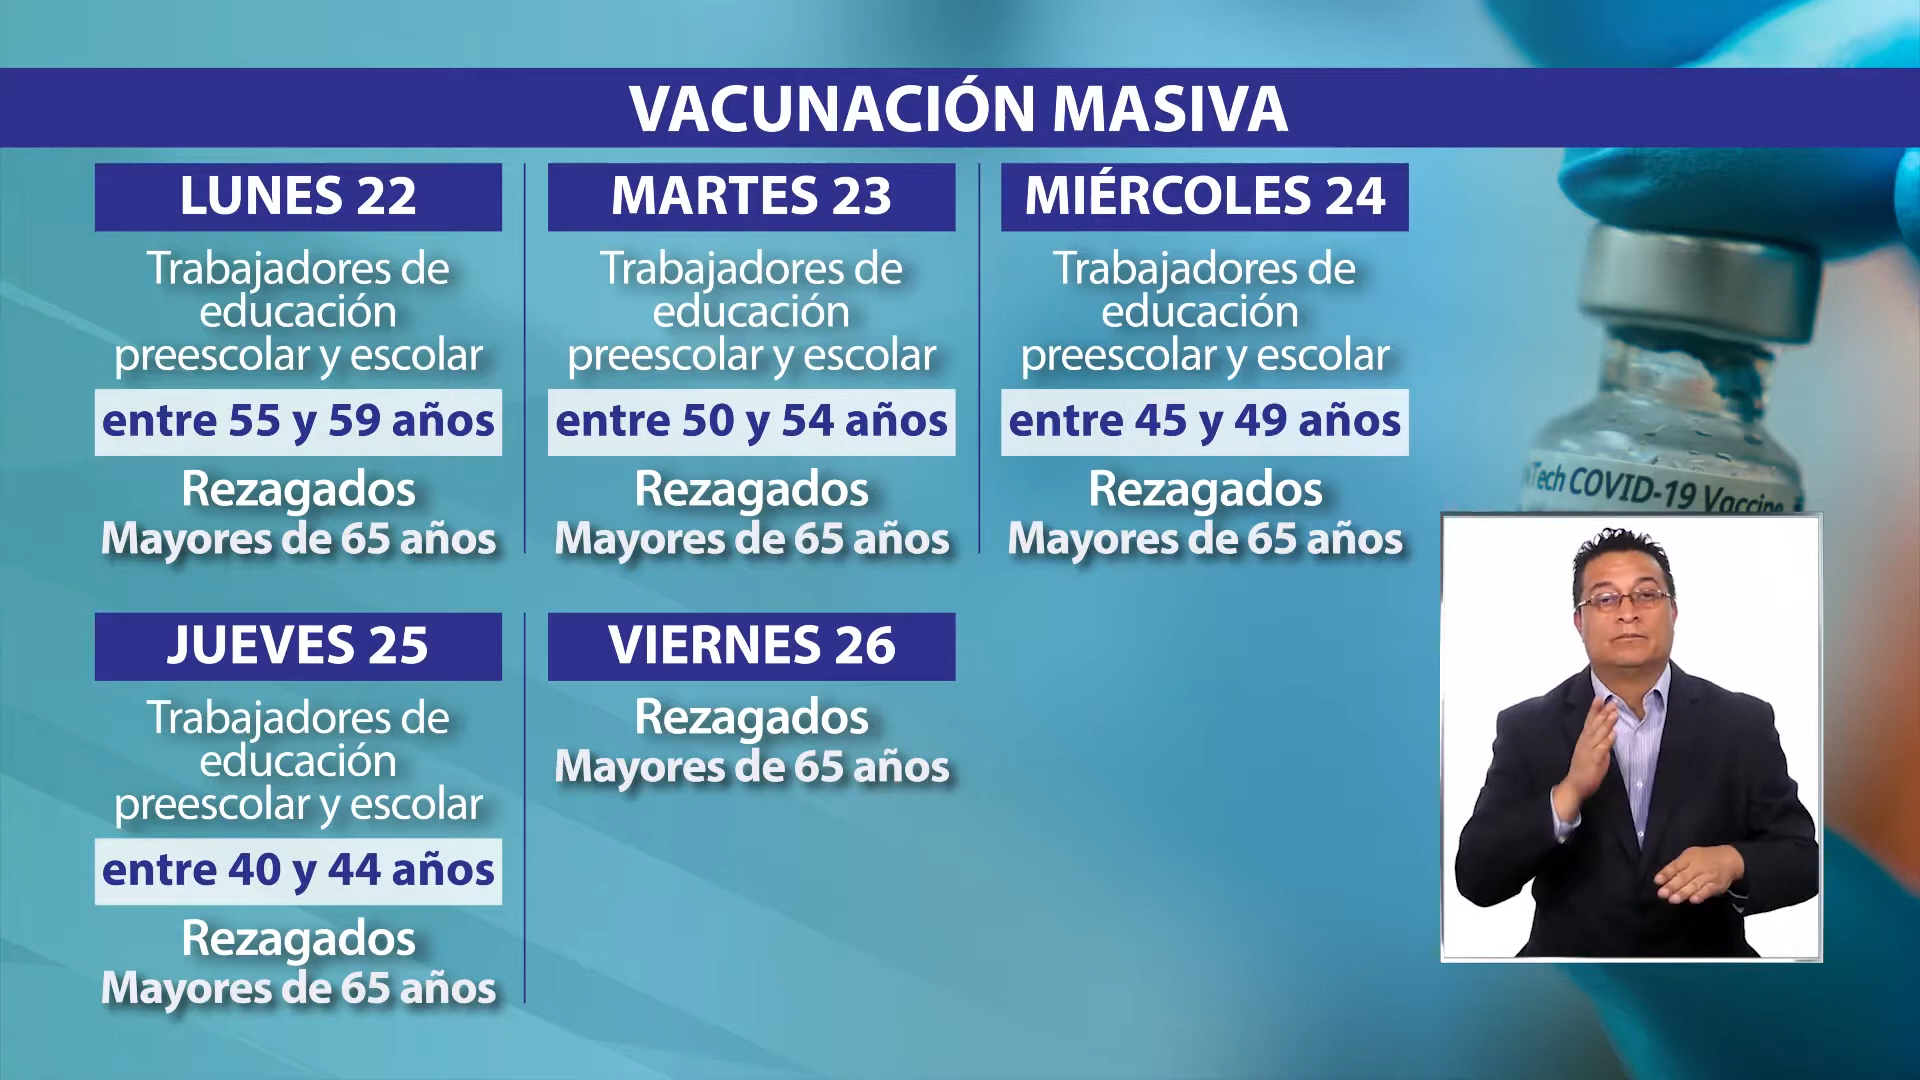 VACUNACIÓN MASIVA
LUNES 22
Trabajadores de
educación
preescolar y escolar
entre 55 y 59 años
Rezagados
Mayores de 65 años
MARTES 23
Trabajadores de
educación
preescolar y escolar
entre 50 y 54 años
Rezagados
Mayores de 65 años
MIÉRCOLES 24
Trabajadores de
educación
preescolar y escolar
entre 45 y 49 años
Rezagados
Mayores de 65 años
JUEVES 25
Trabajadores de
educación
preescolar y escolar
entre 40 y 44 años
Rezagados
Mayores de 65 años
VIERNES 26
Rezagados
Mayores de 65 años
Tech COVID-19 Vaccine